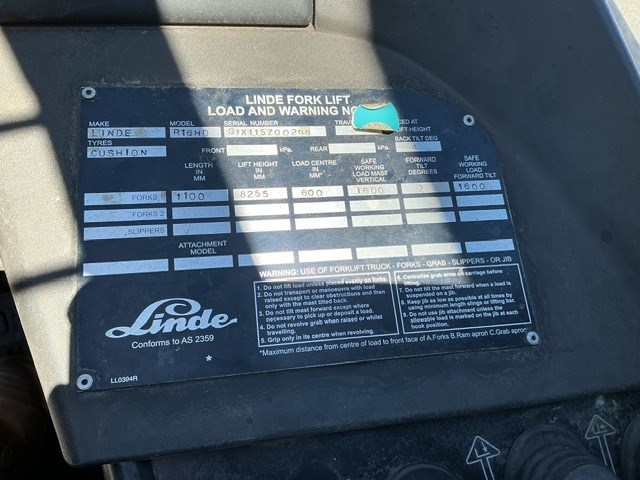 LINDE FORK LIFT
LOAD AND WARNING
MAKE MODEL SERIAL NUMBER
LINDE R16HD
TYRES
CUSHION FRONT kPa. REAR kPa. BACK TILT DEG
LENGTH IN MM LIFT HEIGHT IN MM LOAD CENTRE IN MM* SAFE WORKING LOAD MAST VERTICAL FORWARD TILT DEGREES SAFE WORKING LOAD FORWARD TILT
FORKS 1100 8255 600 1600 2 1600
FORKS 2
SLIPPERS
ATTACHMENT MODEL
WARNING: USE OF FORKLIFT TRUCK - FORKS - GRAB - SLIPPERS - OR JIB
1. Do not tilt load unless placed evenly on forks.
2. Do not transport or manoeuvre with load
raised except to clear obstructions and then
only with the mast tilted back.
3. Do not tilt mast forward except where
necessary to pick up or deposit a load.
4. Do not revolve grab when raised or whilst
travelling.
5. Grip only in its centre when revolving.
6. Centralize grab arms on carriage before
lifting.
7. Do not tilt the mast forward when a load is
suspended on a jib.
8. Keep jib as low as possible at all times by
using minimum length slings or lifting bar.
9. Do not use jib attachment unless the
allowable load is marked on the jib at each
hook position.
*Maximum distance from centre of load to front face of A.Forks B.Ram apron C.Grab apron
Linde
Conforms to AS 2359
*
LL0394R